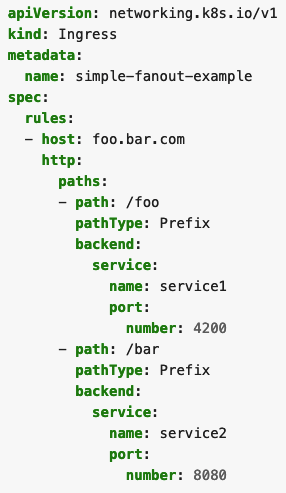 apiVersion: networking.k8s.io/v1
kind: Ingress
metadata:
  name: simple-fanout-example
spec:
  rules:
  - host: foo.bar.com
    http:
      paths:
      - path: /foo
        pathType: Prefix
        backend:
          service:
            name: service1
            port:
              number: 4200
      - path: /bar
        pathType: Prefix
        backend:
          service:
            name: service2
            port:
              number: 8080